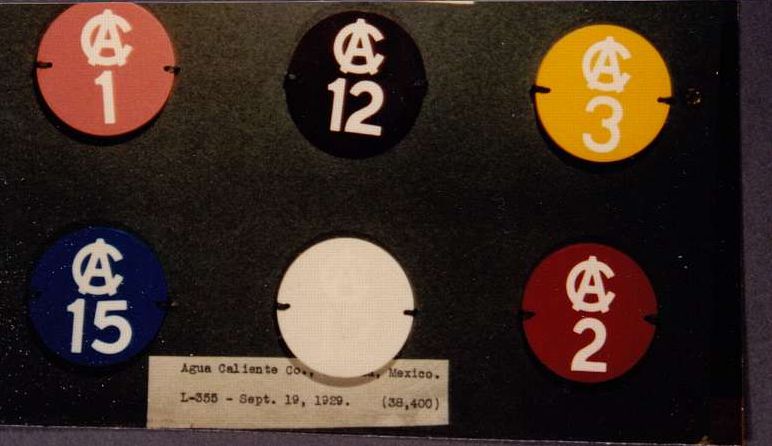 AC
1
AC
12
AC
3
AC
15
AC
2
Agua Caliente Co., Mexico.
L-355 - Sept. 19, 1929. (38,400)